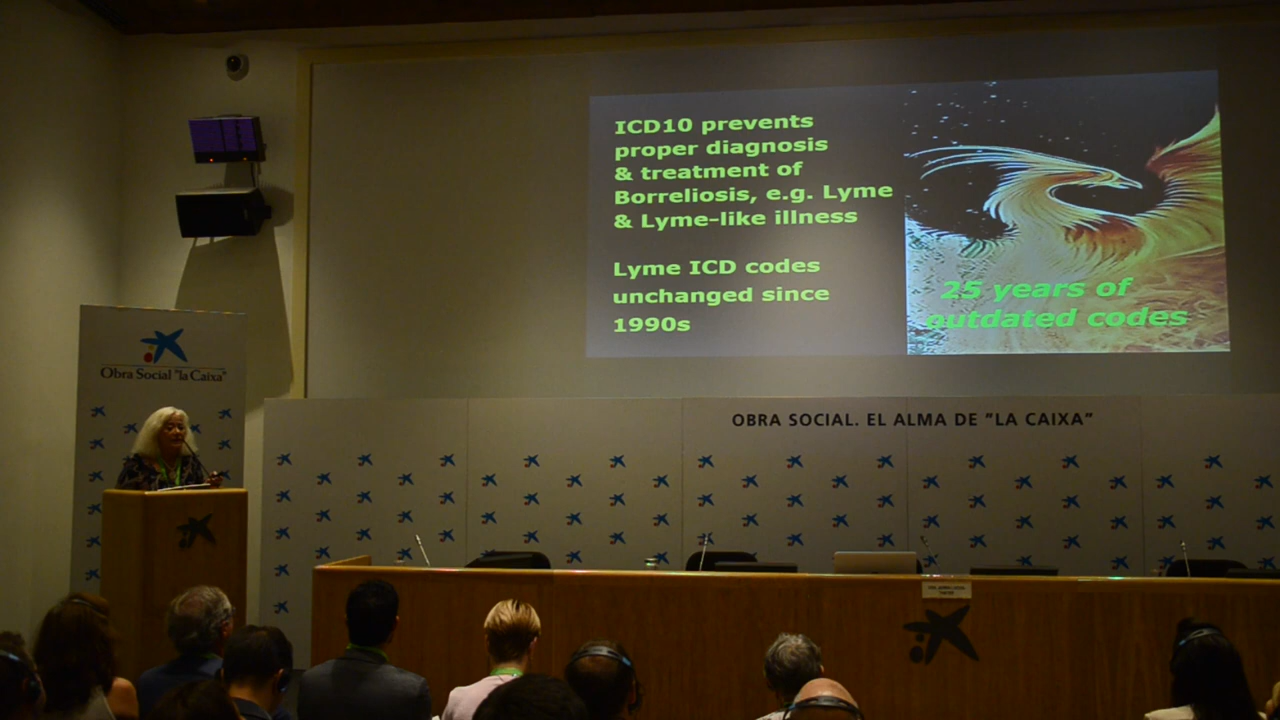 ICD10 prevents
proper diagnosis
& treatment of
Borreliosis, e.g. Lyme
& Lyme-like illness
Lyme ICD codes
unchanged since
1990s
25 years of
outdated codes
Obra Social "la Caixa"
OBRA SOCIAL. EL ALMA DE "LA CAIXA"